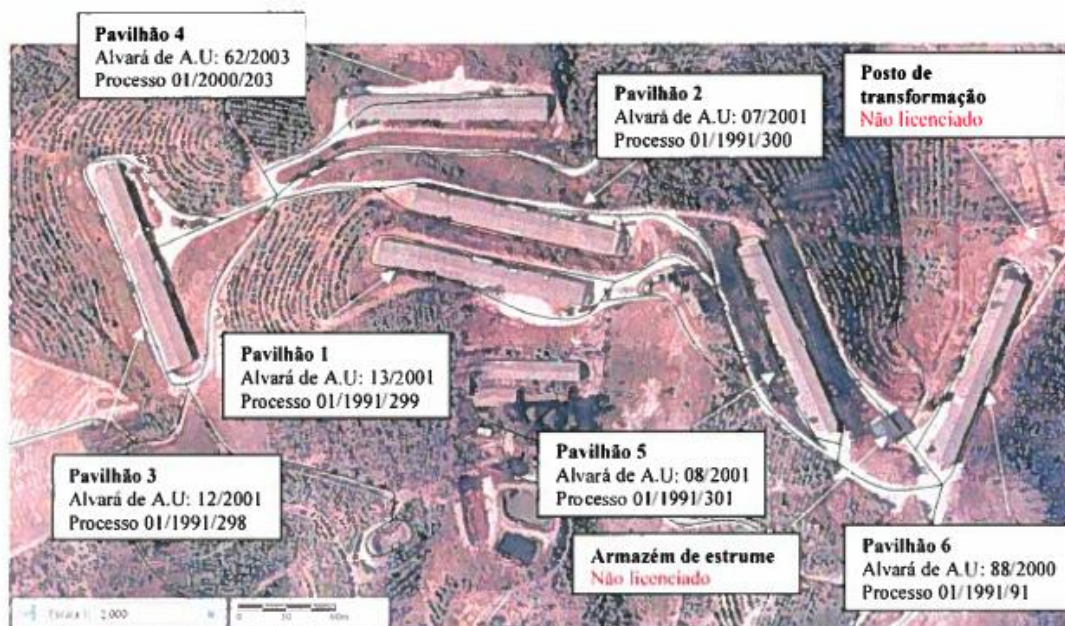 Pavilhão 4
Alvará de A.U: 62/2003
Processo 01/2000/203
Pavilhão 2
Alvará de A.U: 07/2001
Processo 01/1991/300
Posto de
transformação
Não licenciado
Pavilhão 1
Alvará de A.U: 13/2001
Processo 01/1991/299
Pavilhão 3
Alvará de A.U: 12/2001
Processo 01/1991/298
Pavilhão 5
Alvará de A.U: 08/2001
Processo 01/1991/301
Armazém de estrume
Não licenciado
Pavilhão 6
Alvará de A.U: 88/2000
Processo 01/1991/91
Escala 1: 2.000
0 30 60m